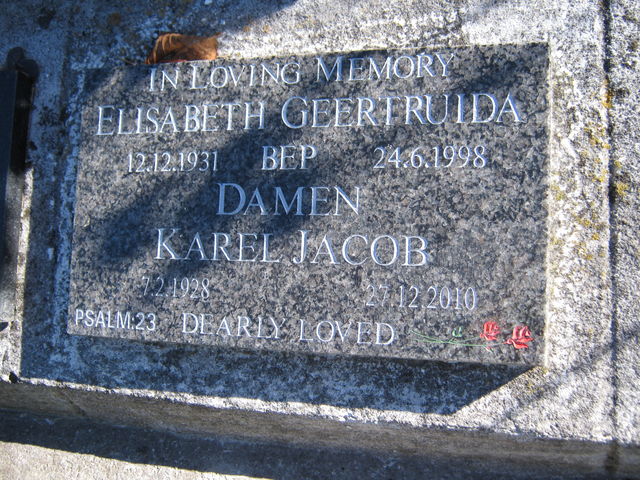 IN LOVING MEMORY
ELISABETH GEERTRUIDA
12.12.1931 BEP 24.6.1998
DAMEN
KAREL JACOB
7.2.1928 27.12.2010
PSALM:23 DEARLY LOVED